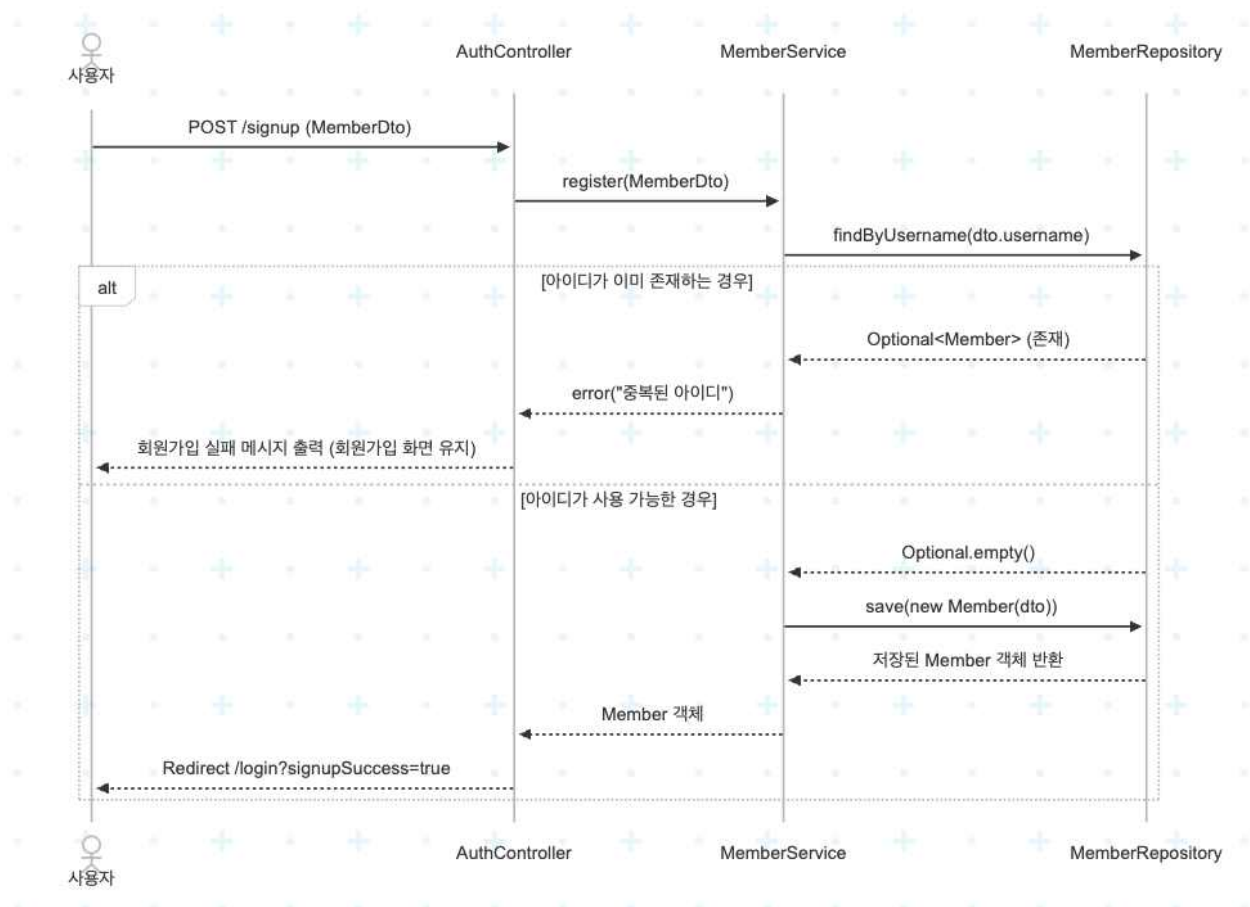 사용자
AuthController
MemberService
MemberRepository
POST /signup (MemberDto)
register(MemberDto)
findByUsername(dto.username)
alt
[아이디가 이미 존재하는 경우]
Optional<Member> (존재)
error("중복된 아이디")
회원가입 실패 메시지 출력 (회원가입 화면 유지)
[아이디가 사용 가능한 경우]
Optional.empty()
save(new Member(dto))
저장된 Member 객체 반환
Member 객체
Redirect /login?signupSuccess=true
사용자
AuthController
MemberService
MemberRepository